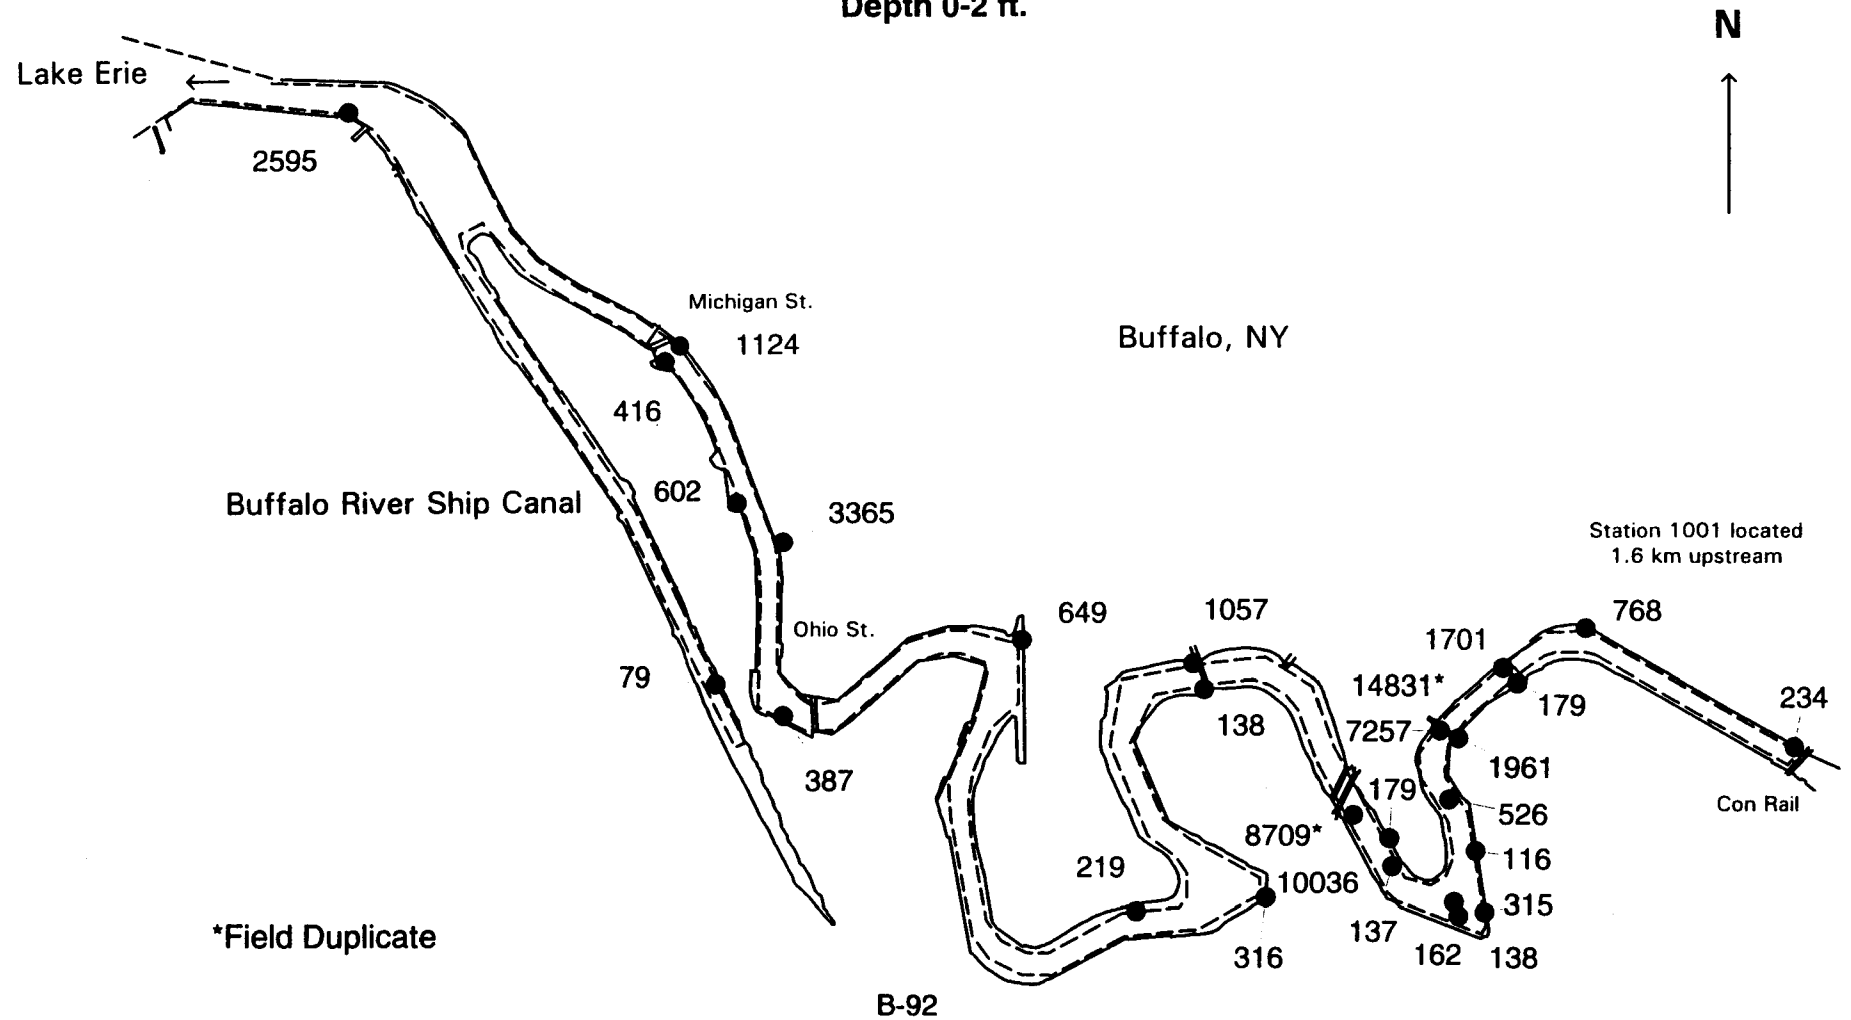 Depth 0-2 ft.
N
Lake Erie
2595
Michigan St.
1124
Buffalo, NY
416
602
Buffalo River Ship Canal
3365
Station 1001 located
1.6 km upstream
649
1057
768
Ohio St.
1701
79
14831*
234
179
138
7257
387
1961
179
Con Rail
526
8709*
116
219
10036
315
137
*Field Duplicate
316
162
138
B-92